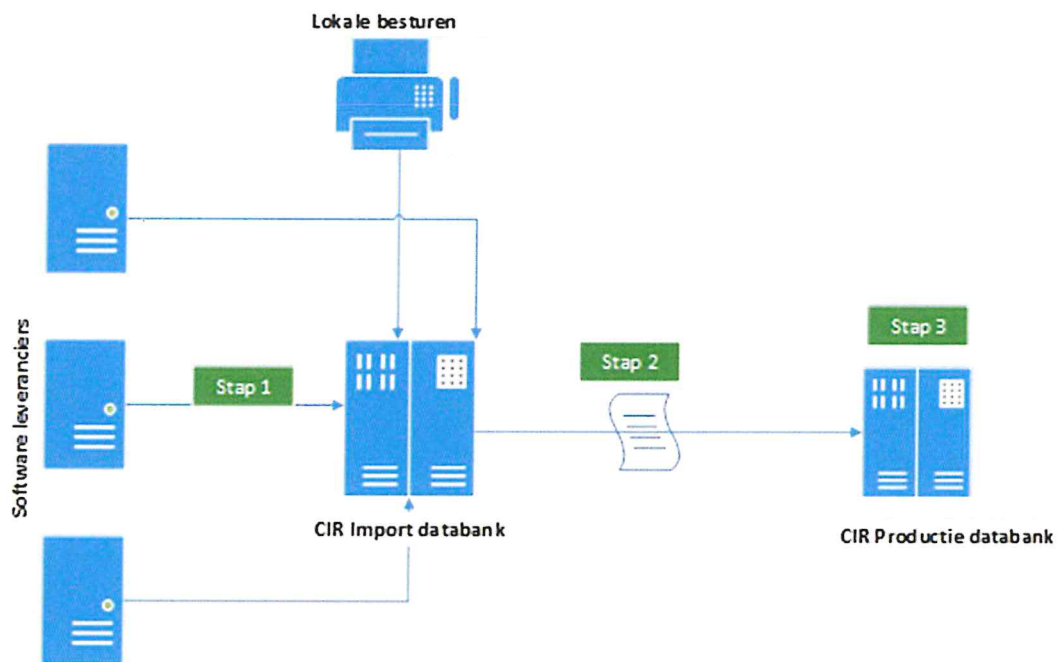 Lokale besturen
Software leveranciers
Stap 1
Stap 2
Stap 3
CIR Import databank
CIR Productie databank